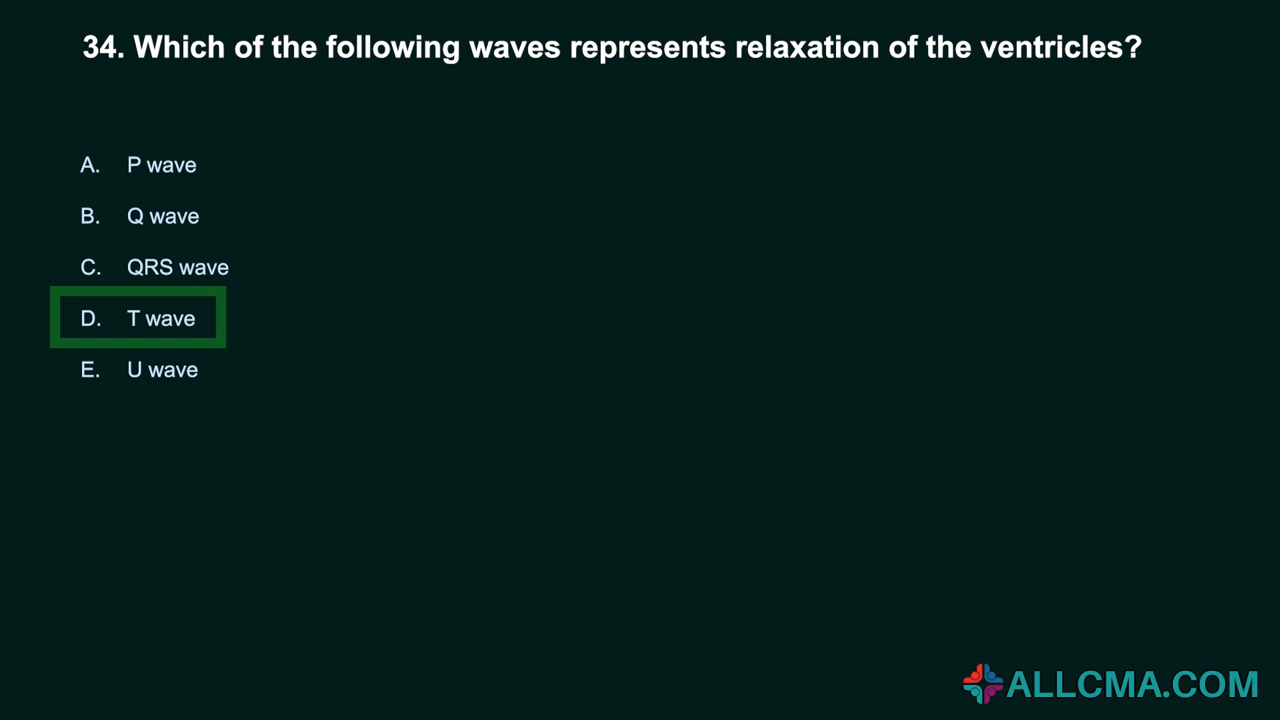 34. Which of the following waves represents relaxation of the ventricles?
A. P wave
B. Q wave
C. QRS wave
D. T wave
E. U wave
ALLCMA.COM